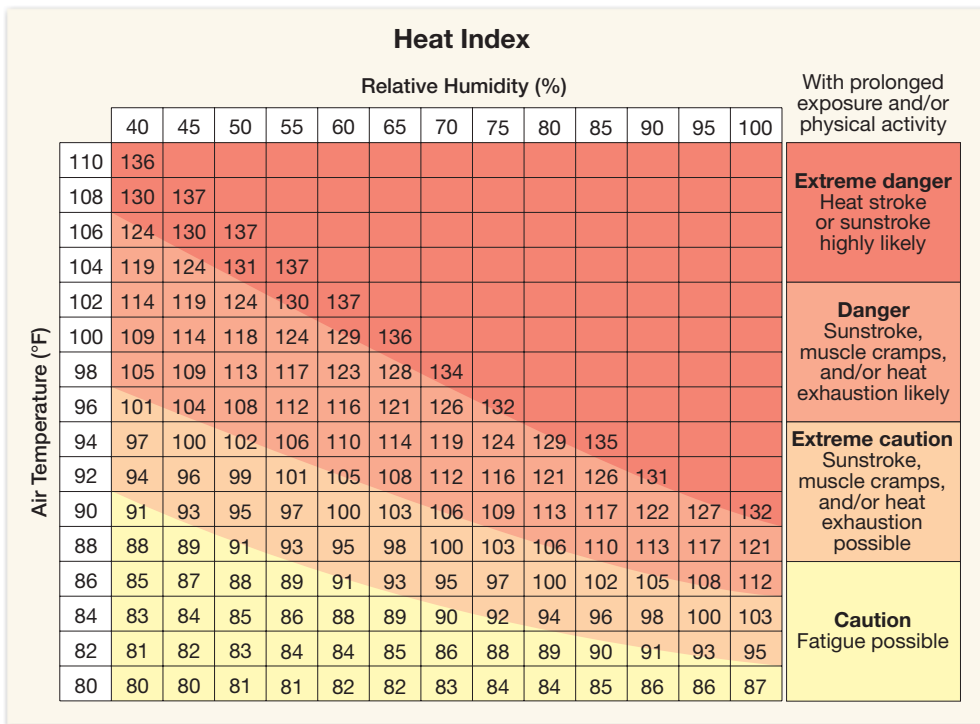 Heat Index
Relative Humidity (%)
With prolonged
exposure and/or
physical activity
40 45 50 55 60 65 70 75 80 85 90 95 100
Air Temperature (°F)
110 136
108 130 137
106 124 130 137
104 119 124 131 137
102 114 119 124 130 137
100 109 114 118 124 129 136
98 105 109 113 117 123 128 134
96 101 104 108 112 116 121 126 132
94 97 100 102 106 110 114 119 124 129 135
92 94 96 99 101 105 108 112 116 121 126 131
90 91 93 95 97 100 103 106 109 113 117 122 127 132
88 88 89 91 93 95 98 100 103 106 110 113 117 121
86 85 87 88 89 91 93 95 97 100 102 105 108 112
84 83 84 85 86 88 89 90 92 94 96 98 100 103
82 81 82 83 84 84 85 86 88 89 90 91 93 95
80 80 80 81 81 82 82 83 84 84 85 86 86 87
Extreme danger
Heat stroke
or sunstroke
highly likely
Danger
Sunstroke,
muscle cramps,
and/or heat
exhaustion likely
Extreme caution
Sunstroke,
muscle cramps,
and/or heat
exhaustion
possible
Caution
Fatigue possible